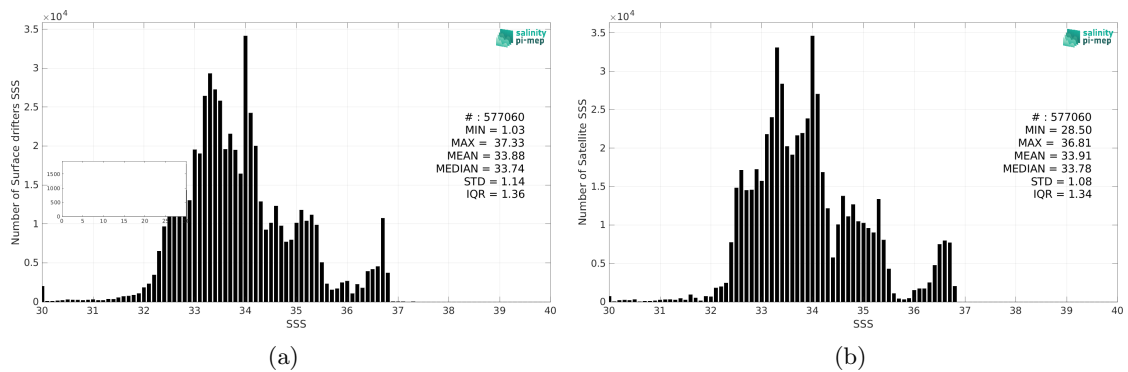 ×10⁴
3.5
3
2.5
2
1.5
1
0.5
0
Number of Surface drifters SSS
salinity
pi-mep
# : 577060
MIN = 1.03
MAX = 37.33
MEAN = 33.88
MEDIAN = 33.74
STD = 1.14
IQR = 1.36
1500
1000
500
0
0 5 10 15 20 25
30 31 32 33 34 35 36 37 38 39 40
SSS
(a)
×10⁴
3.5
3
2.5
2
1.5
1
0.5
0
Number of Satellite SSS
salinity
pi-mep
# : 577060
MIN = 28.50
MAX = 36.81
MEAN = 33.91
MEDIAN = 33.78
STD = 1.08
IQR = 1.34
30 31 32 33 34 35 36 37 38 39 40
SSS
(b)